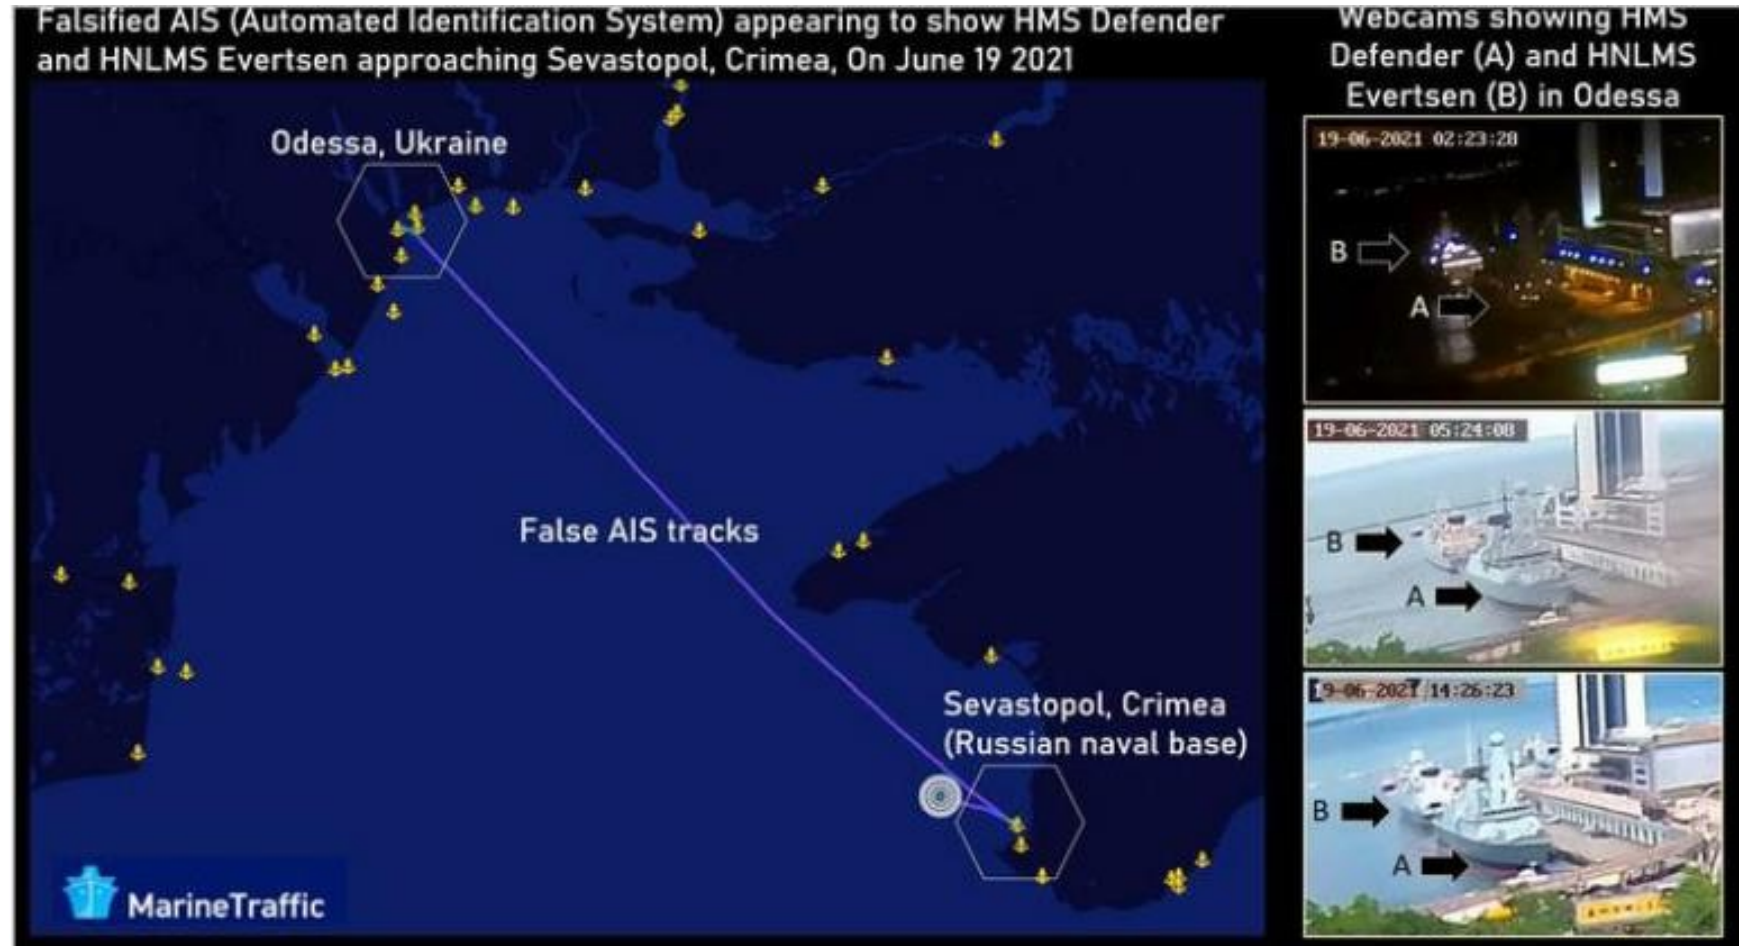 Falsified AIS (Automated Identification System) appearing to show HMS Defender
and HNLMS Evertsen approaching Sevastopol, Crimea, On June 19 2021
Odessa, Ukraine
False AIS tracks
Sevastopol, Crimea
(Russian naval base)
MarineTraffic
Webcams showing HMS
Defender (A) and HNLMS
Evertsen (B) in Odessa
19-06-2021 02:23:28
B
A
19-06-2021 05:24:08
B
A
19-06-2021 14:26:23
B
A